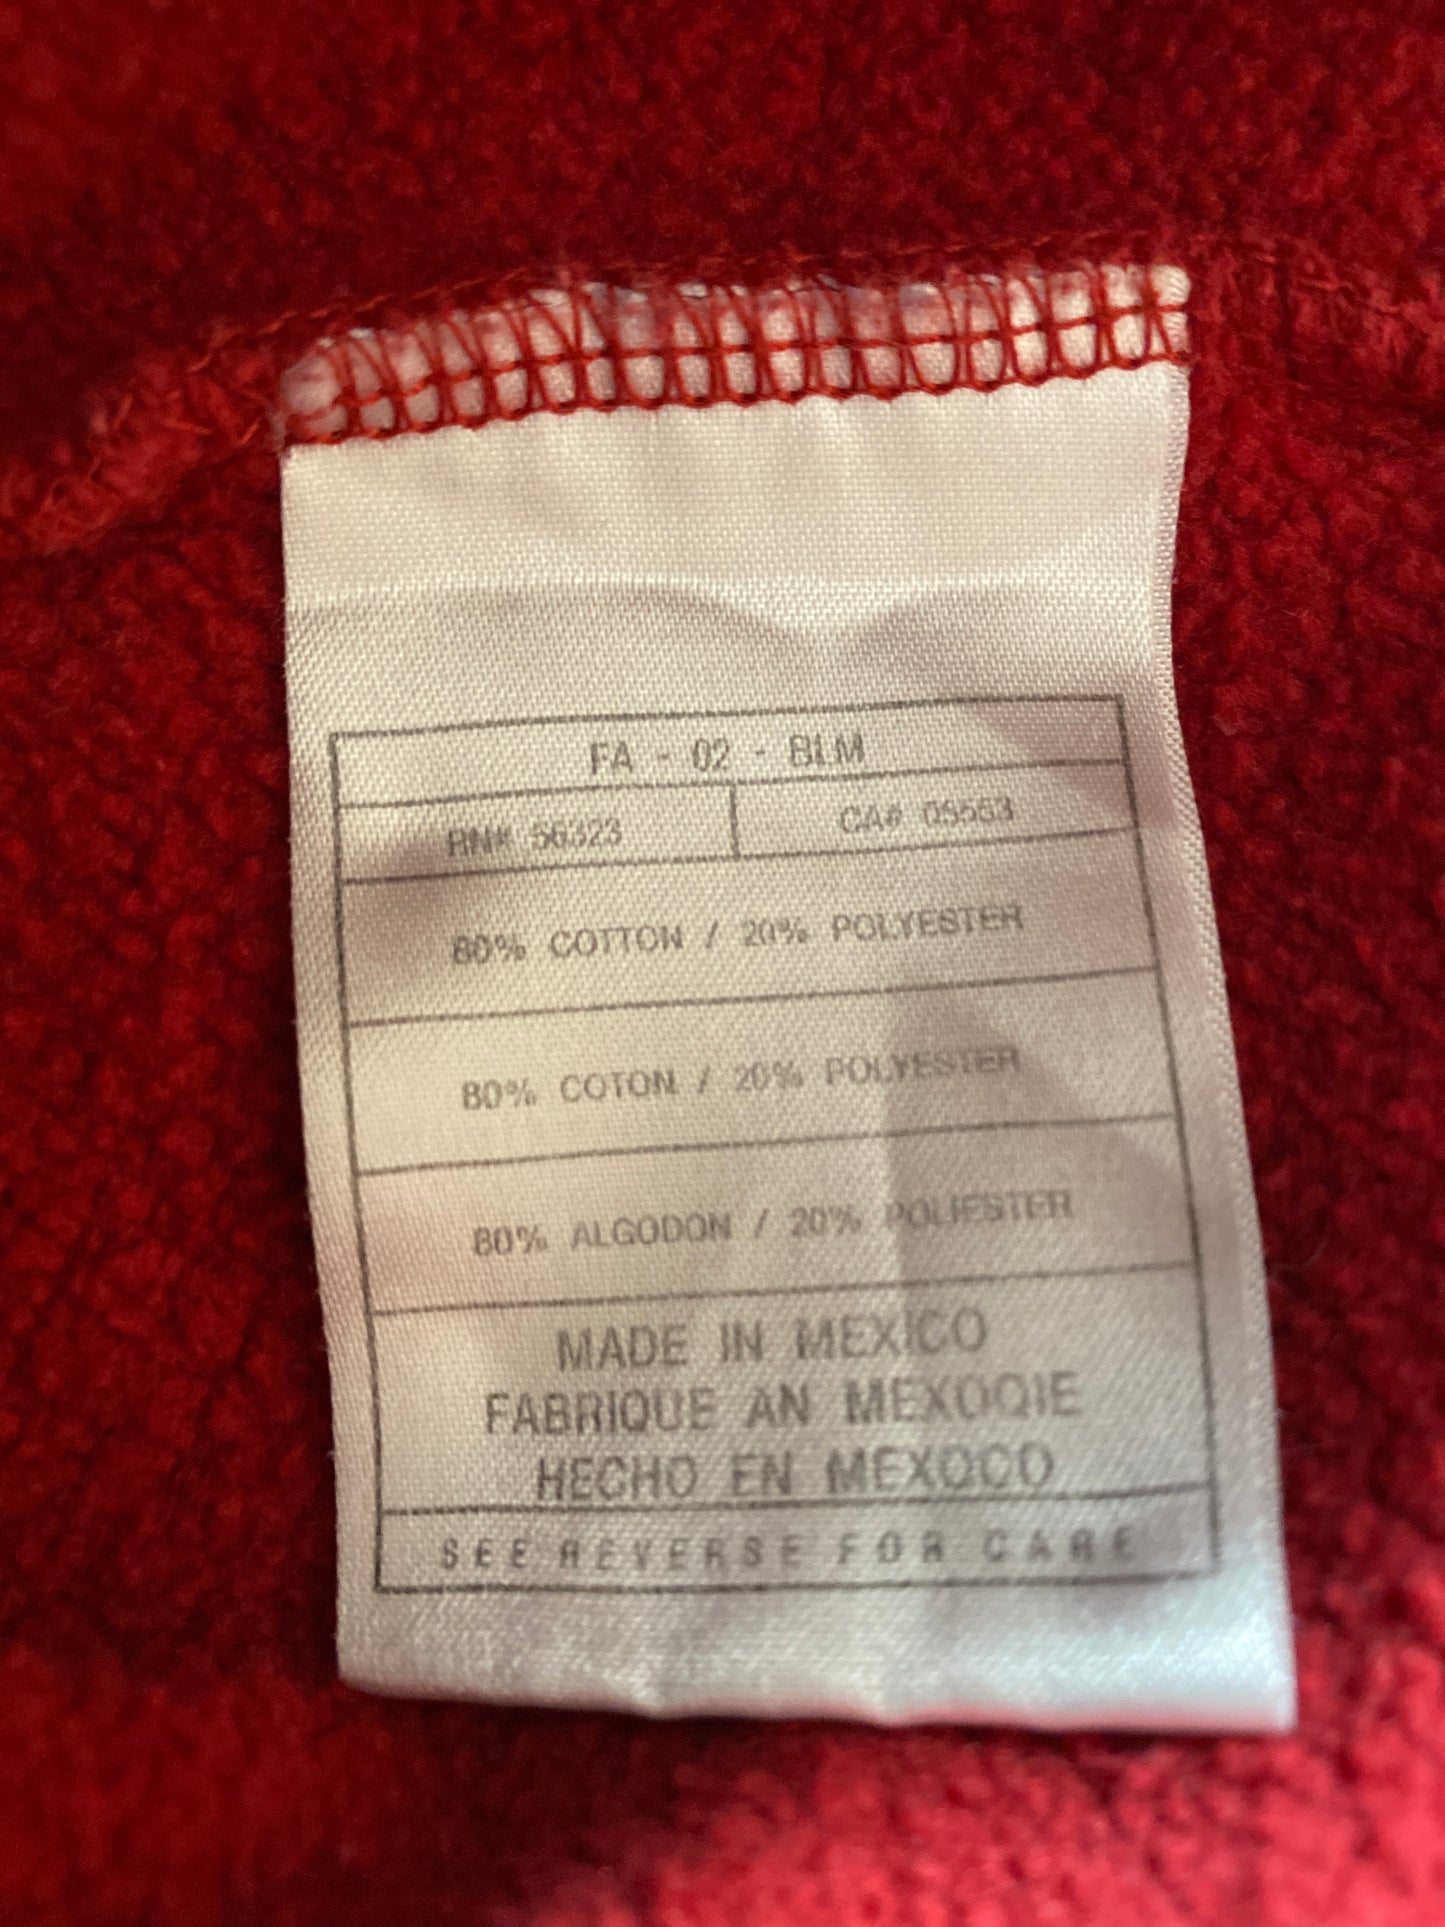 FA - 02 - BLM
RN# 56323 CA# 05553
80% COTTON / 20% POLYESTER
80% COTON / 20% POLYESTER
80% ALGODON / 20% POLIESTER
MADE IN MEXICO
FABRIQUE AN MEXOQIE
HECHO EN MEXOCO
SEE REVERSE FOR CARE